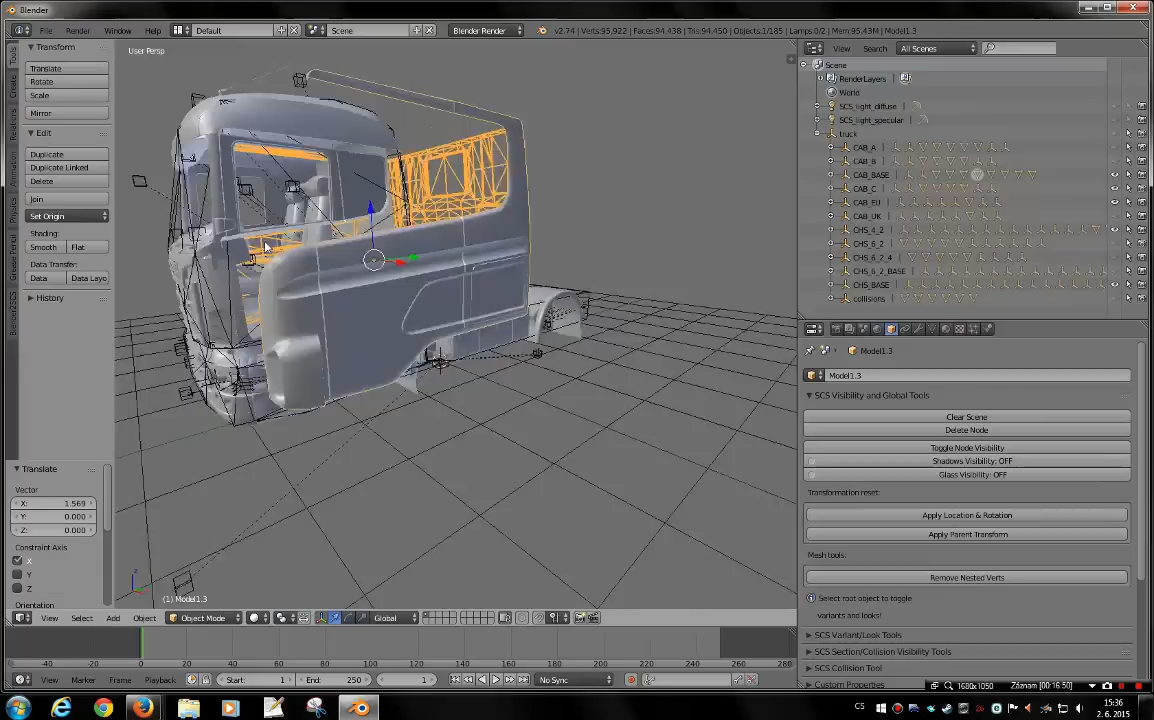 Blender
File Render Window Help Default Scene Blender Render v2.74 | Verts:95,922 | Faces:94,438 | Tris:94,450 | Objects:1/185 | Lamps:0/2 | Mem:95.43M | Model1.3
Transform
Translate
Rotate
Scale
Mirror
Edit
Duplicate
Duplicate Linked
Delete
Join
Set Origin
Shading:
Smooth Flat
Data Transfer:
Data Data Layo
History
Tools
Create
Relations
Animation
Physics
Grease Pencil
Blender2SCS
Translate
Vector
X: 1.569
Y: 0.000
Z: 0.000
Constraint Axis
X
Y
Z
Orientation
User Persp
(1) Model1.3
View Select Add Object Object Mode Global
-40 -20 0 20 40 60 80 100 120 140 160 180 200 220 240 260 280
View Marker Frame Playback Start: 1 End: 250 1 No Sync
View Search All Scenes
Scene
RenderLayers
World
SCS_light_diffuse
SCS_light_specular
truck
CAB_A
CAB_B
CAB_BASE
CAB_C
CAB_EU
CAB_UK
CHS_4_2
CHS_6_2
CHS_6_2_4
CHS_6_2_BASE
CHS_BASE
collisions
Model1.3
Model1.3
SCS Visibility and Global Tools
Clear Scene
Delete Node
Toggle Node Visibility
Shadows Visibility: OFF
Glass Visibility: OFF
Transformation reset:
Apply Location & Rotation
Apply Parent Transform
Mesh tools:
Remove Nested Verts
Select root object to toggle
variants and looks!
SCS Variant/Look Tools
SCS Section/Collision Visibility Tools
SCS Collision Tool
Custom Properties
1680x1050 Záznam [00:16:50]
CS 15:36
2. 6. 2015